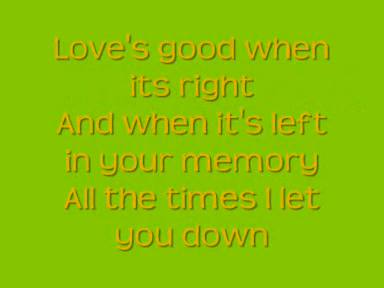 Love's good when
its right
And when it's left
in your memory
All the times I let
you down